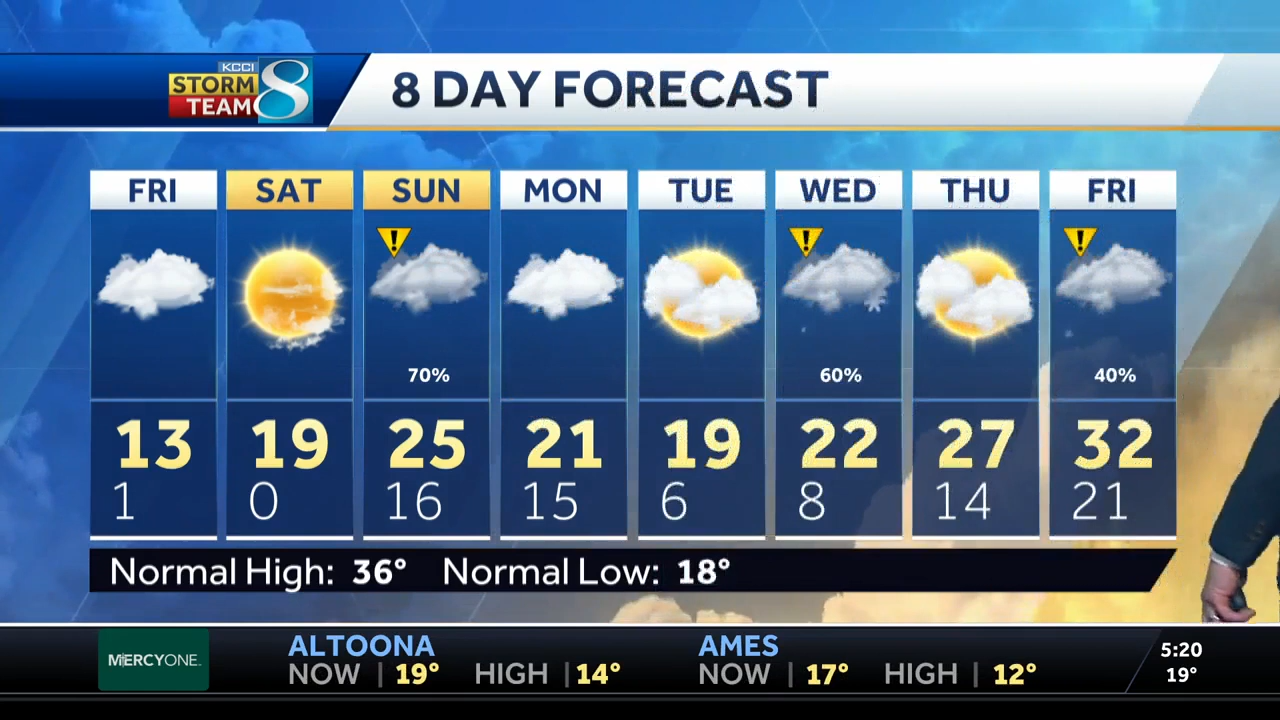 KCCI
STORM
TEAM 8
8 DAY FORECAST
FRI SAT SUN MON TUE WED THU FRI
! ! !
70% 60% 40%
13 19 25 21 19 22 27 32
1 0 16 15 6 8 14 21
Normal High: 36° Normal Low: 18°
MERCYONE
ALTOONA AMES
NOW | 19° HIGH | 14° NOW | 17° HIGH | 12°
5:20
19°